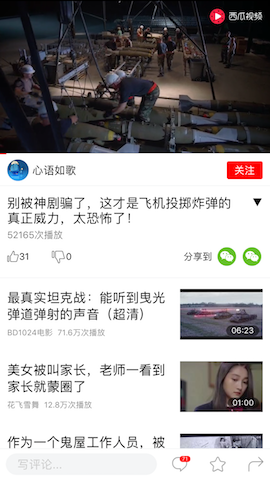 西瓜视频
心语如歌
关注
别被神剧骗了，这才是飞机投掷炸弹的
真正威力，太恐怖了！
52165次播放
31
0
分享到
最真实坦克战：能听到曳光
弹道弹射的声音（超清）
BD1024电影 71.6万次播放
06:23
美女被叫家长，老师一看到
家长就蒙圈了
花飞雪舞 12.8万次播放
01:00
作为一个鬼屋工作人员，被
写评论...
71